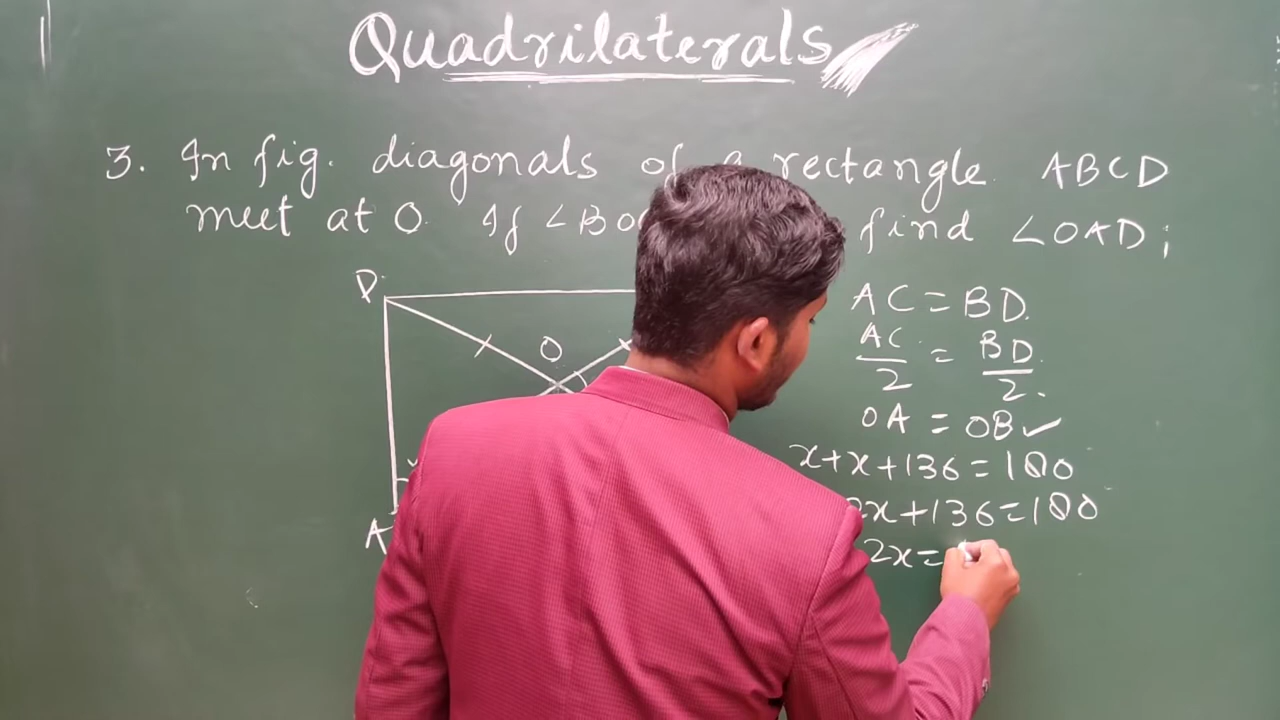 Quadrilaterals
3. In fig. diagonals of a rectangle ABCD
meet at O. If ∠BO find ∠OAD;
D
O
A
AC = BD.
AC/2 = BD/2.
OA = OB ✓
x+x+136 = 180
2x+136=180
2x=